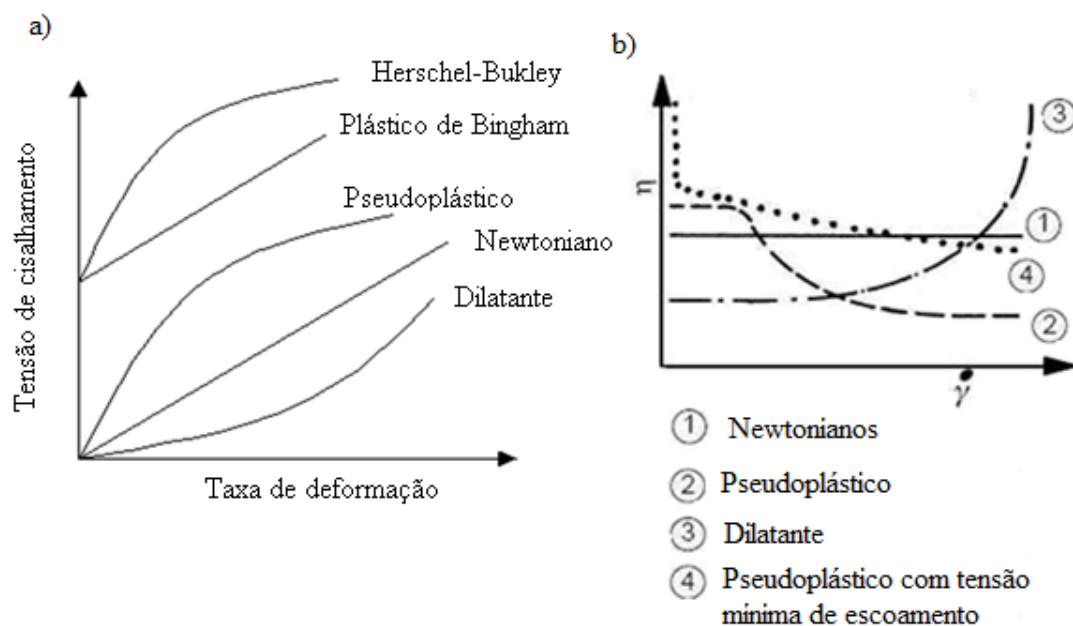 a)
Herschel-Bukley
Plástico de Bingham
Pseudoplástico
Newtoniano
Dilatante
Tensão de cisalhamento
Taxa de deformação
b)
η
3
1
4
2
γ̇
1 Newtonianos
2 Pseudoplástico
3 Dilatante
4 Pseudoplástico com tensão
mínima de escoamento